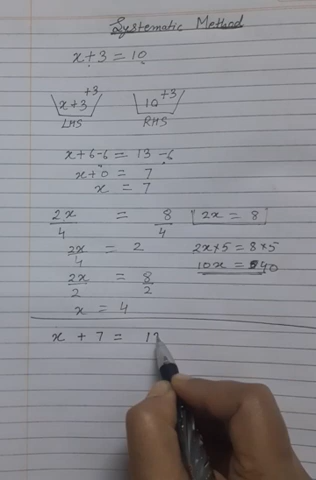 Systematic Method
x + 3 = 10
x+3 +3 10 +3
LHS RHS
x+6-6 = 13-6
x+0 = 7
x = 7
2x/4 = 8/4 2x = 8
2x/4 = 2 2x×5 = 8×5
10x = 40
2x/2 = 8/2
x = 4
x + 7 = 12